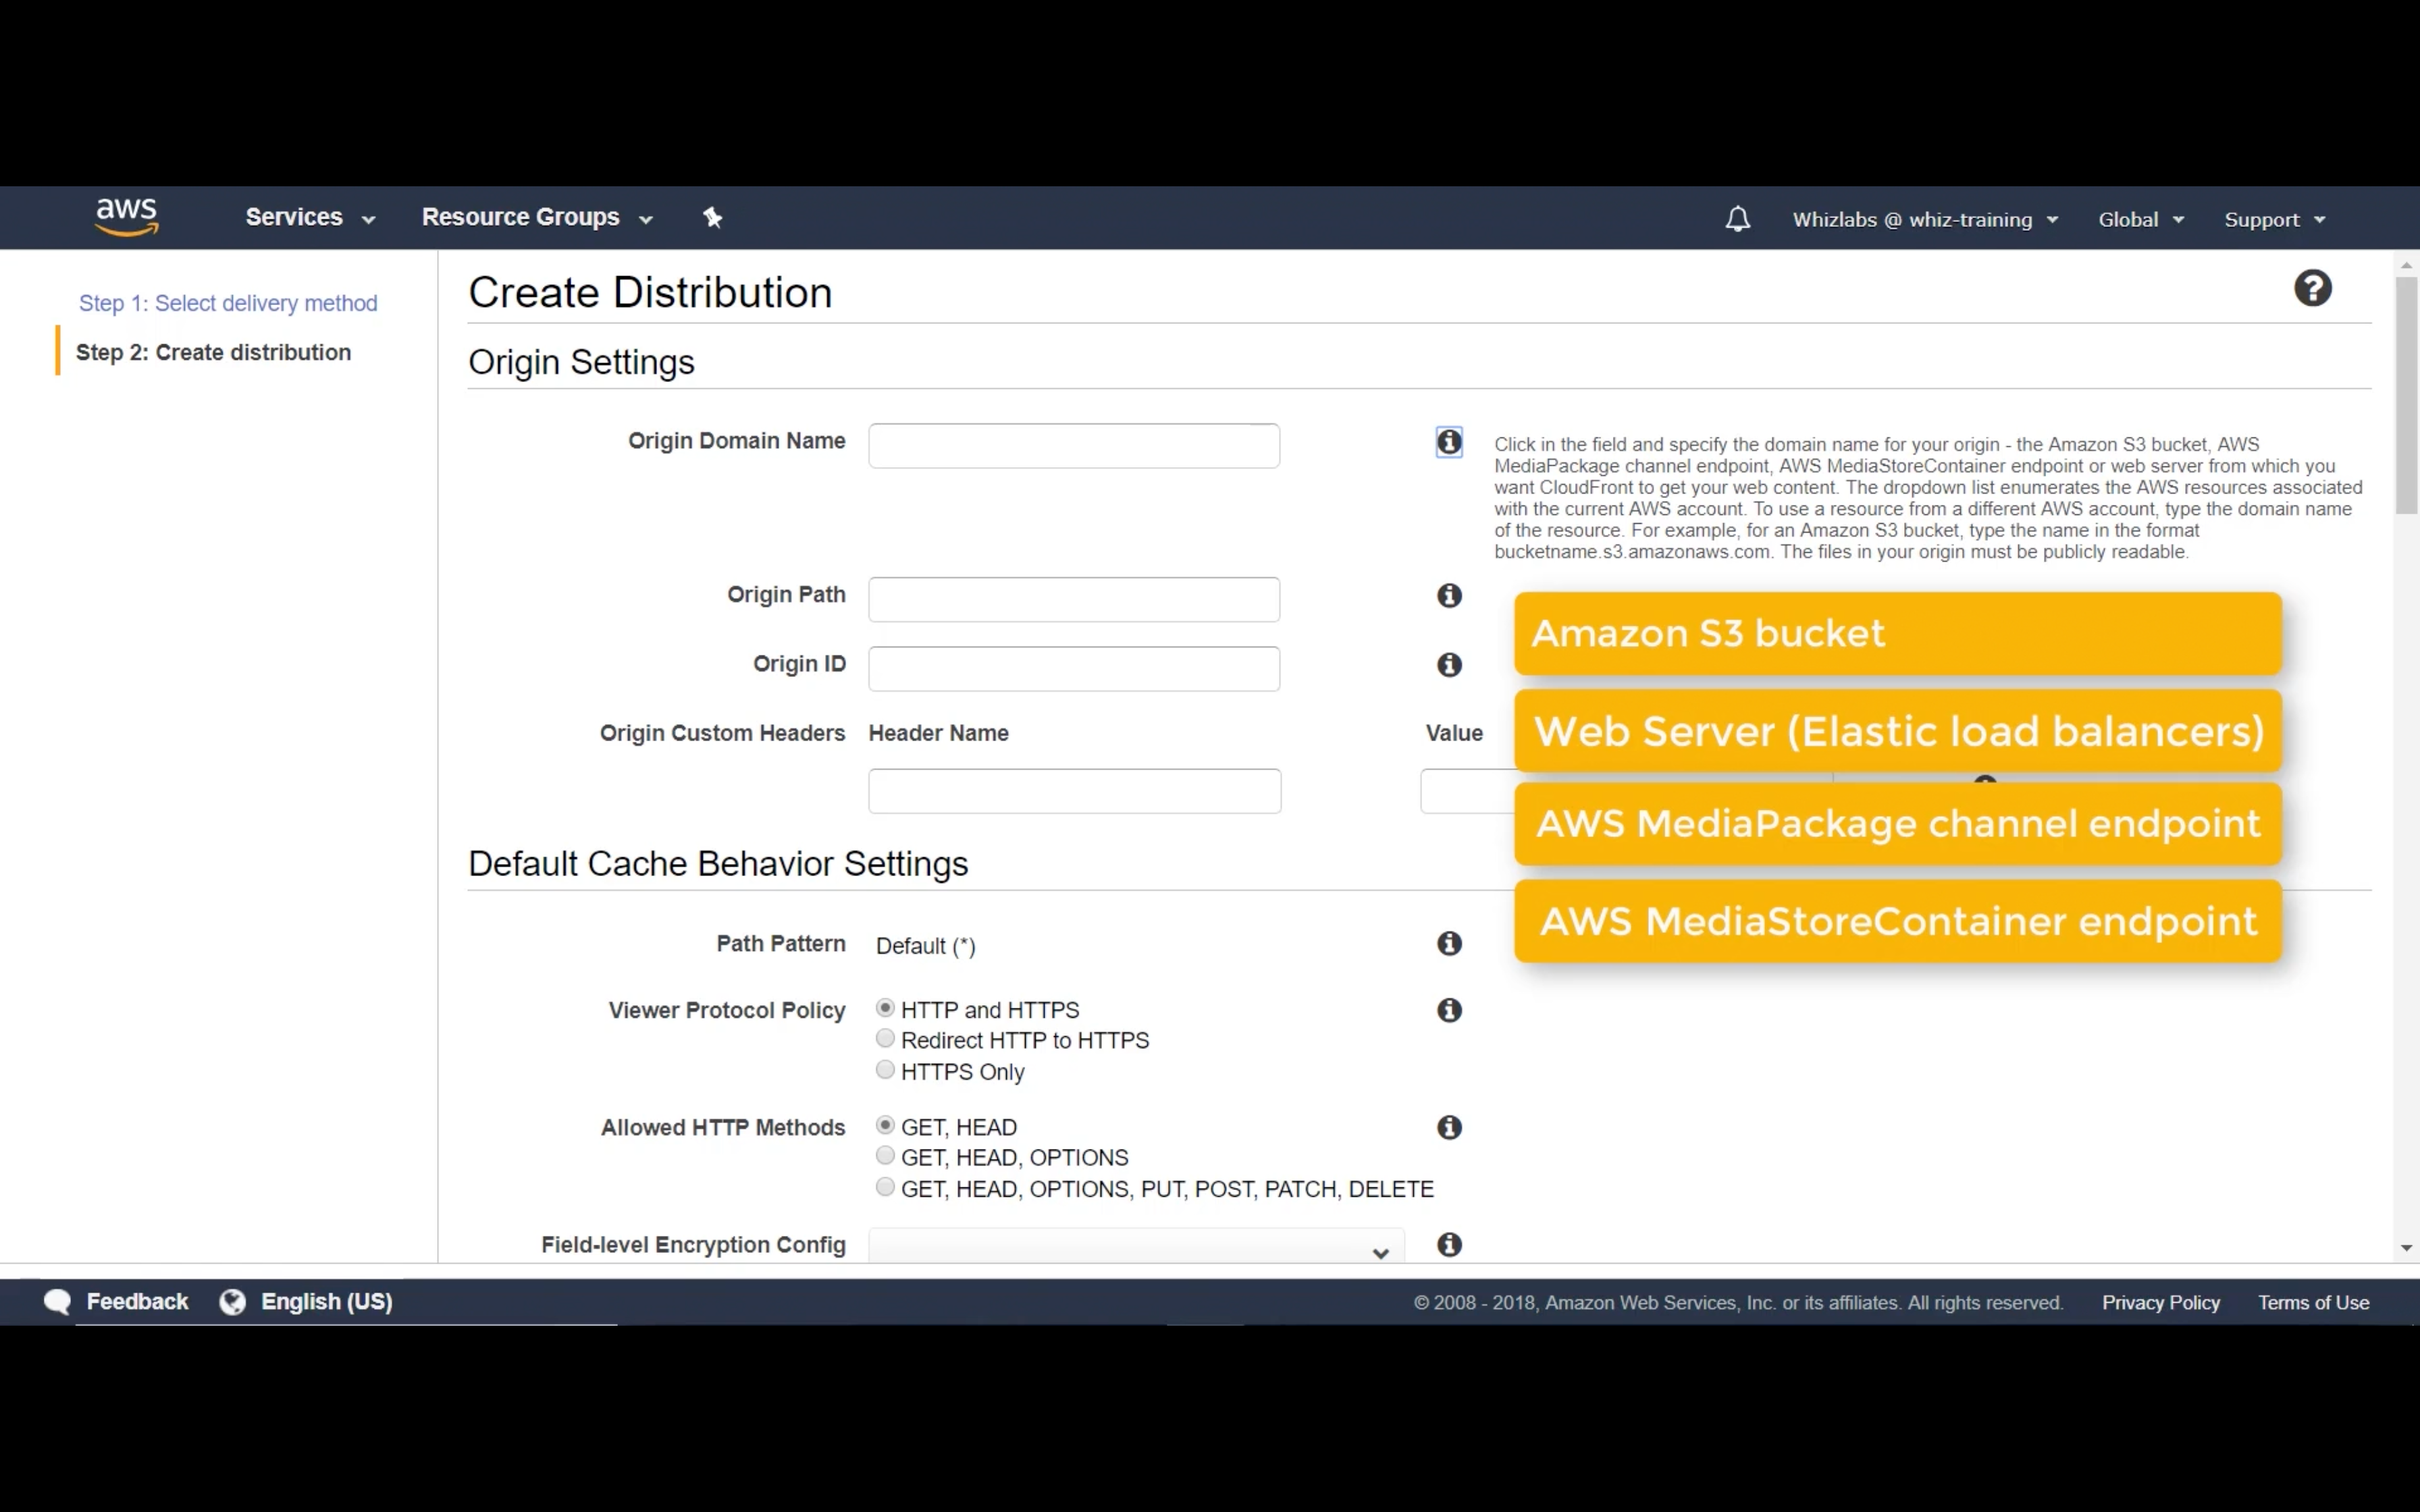 aws Services Resource Groups Whizlabs @ whiz-training Global Support
Step 1: Select delivery method
Step 2: Create distribution
Create Distribution
Origin Settings
Origin Domain Name
Click in the field and specify the domain name for your origin - the Amazon S3 bucket, AWS
MediaPackage channel endpoint, AWS MediaStoreContainer endpoint or web server from which you
want CloudFront to get your web content. The dropdown list enumerates the AWS resources associated
with the current AWS account. To use a resource from a different AWS account, type the domain name
of the resource. For example, for an Amazon S3 bucket, type the name in the format
bucketname.s3.amazonaws.com. The files in your origin must be publicly readable.
Origin Path
Origin ID
Origin Custom Headers Header Name Value
Amazon S3 bucket
Web Server (Elastic load balancers)
AWS MediaPackage channel endpoint
AWS MediaStoreContainer endpoint
Default Cache Behavior Settings
Path Pattern Default (*)
Viewer Protocol Policy HTTP and HTTPS
Redirect HTTP to HTTPS
HTTPS Only
Allowed HTTP Methods GET, HEAD
GET, HEAD, OPTIONS
GET, HEAD, OPTIONS, PUT, POST, PATCH, DELETE
Field-level Encryption Config
Feedback English (US) © 2008 - 2018, Amazon Web Services, Inc. or its affiliates. All rights reserved. Privacy Policy Terms of Use